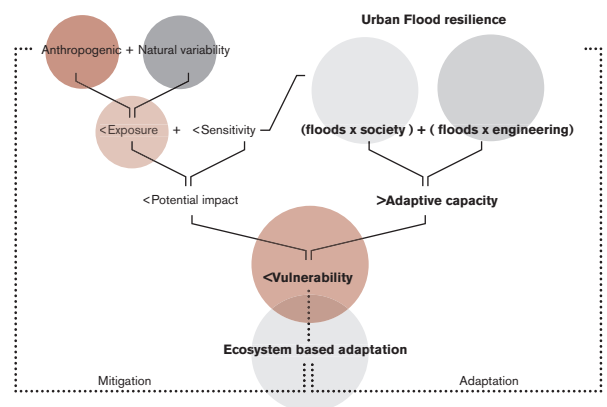 Urban Flood resilience
Anthropogenic + Natural variability
<Exposure + <Sensitivity
(floods x society ) + ( floods x engineering)
<Potential impact
>Adaptive capacity
<Vulnerability
Ecosystem based adaptation
Mitigation
Adaptation